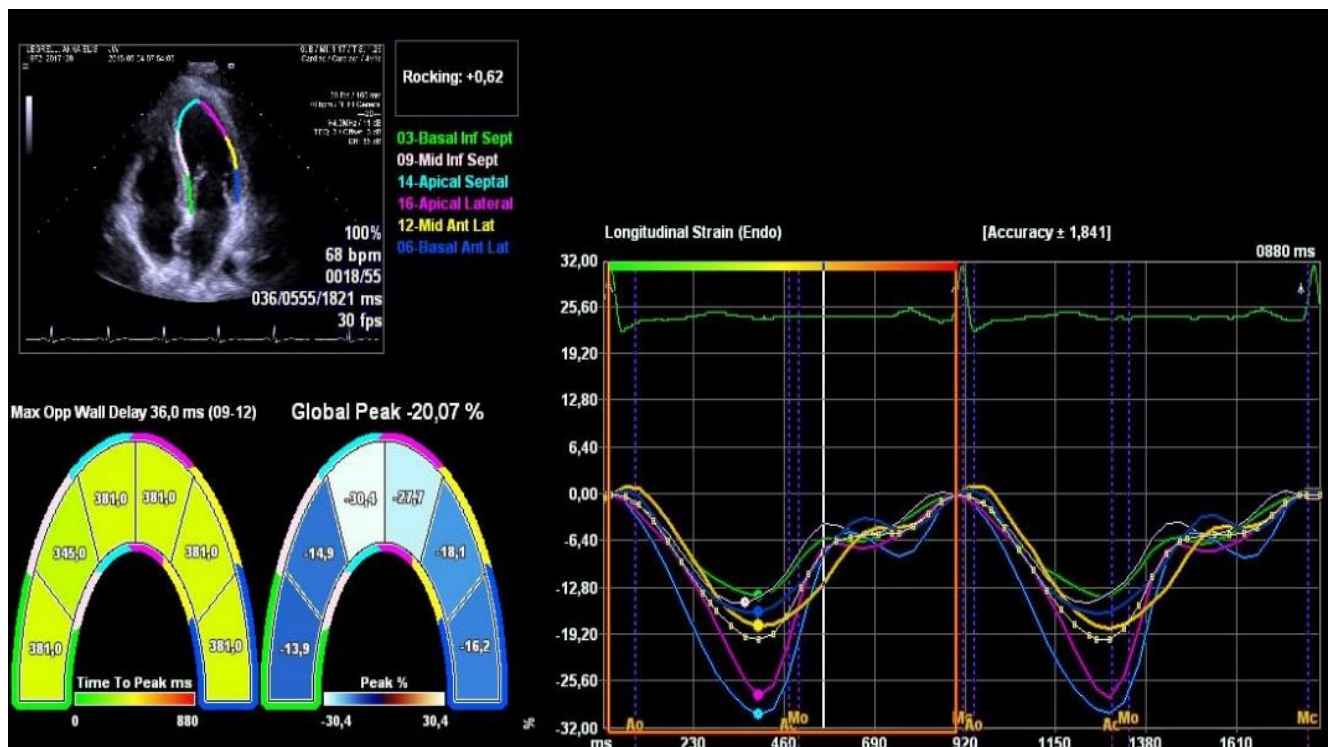 Rocking: +0,62
03-Basal Inf Sept
09-Mid Inf Sept
14-Apical Septal
16-Apical Lateral
12-Mid Ant Lat
06-Basal Ant Lat
100%
68 bpm
0018/55
036/0555/1821 ms
30 fps
Longitudinal Strain (Endo)
[Accuracy ± 1,841]
0880 ms
32,00
25,60
19,20
12,80
6,40
0,00
-6,40
-12,80
-19,20
-25,60
-32,00
Ao
Ac
Mo
Ao
Ac
Mo
Mc
ms
230
460
690
920
1150
1380
1610
%
Max Opp Wall Delay 36,0 ms (09-12)
381,0
381,0
345,0
381,0
381,0
381,0
Time To Peak ms
0
880
Global Peak -20,07 %
-30,4
-27,7
-14,9
-18,1
-13,9
-16,2
Peak %
-30,4
30,4